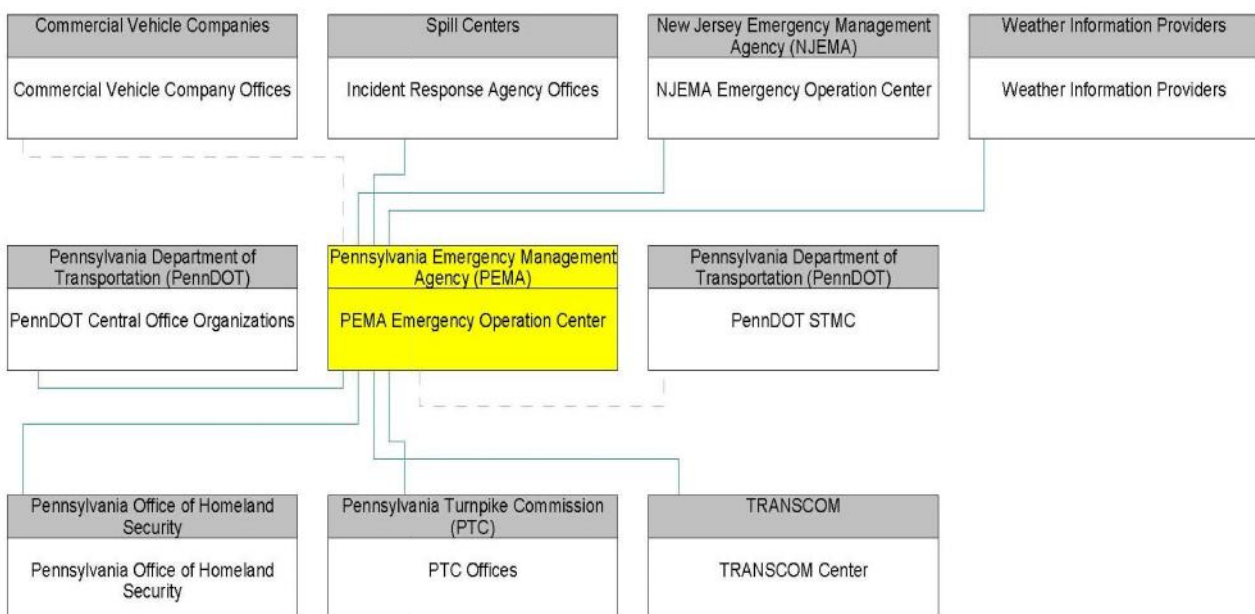 Commercial Vehicle Companies
Commercial Vehicle Company Offices
Spill Centers
Incident Response Agency Offices
New Jersey Emergency Management
Agency (NJEMA)
NJEMA Emergency Operation Center
Weather Information Providers
Weather Information Providers
Pennsylvania Department of
Transportation (PennDOT)
PennDOT Central Office Organizations
Pennsylvania Emergency Management
Agency (PEMA)
PEMA Emergency Operation Center
Pennsylvania Department of
Transportation (PennDOT)
PennDOT STMC
Pennsylvania Office of Homeland
Security
Pennsylvania Office of Homeland
Security
Pennsylvania Turnpike Commission
(PTC)
PTC Offices
TRANSCOM
TRANSCOM Center